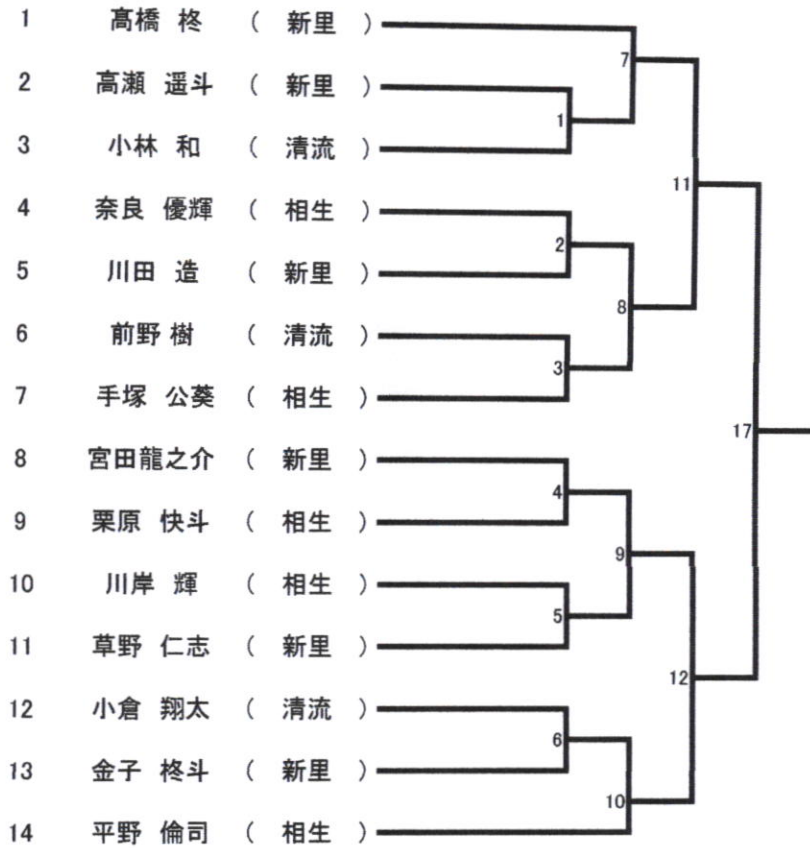 1 髙橋 柊 ( 新里 )
7
2 高瀬 遥斗 ( 新里 )
1
3 小林 和 ( 清流 )
11
4 奈良 優輝 ( 相生 )
2
5 川田 造 ( 新里 )
8
6 前野 樹 ( 清流 )
3
7 手塚 公葵 ( 相生 )
17
8 宮田龍之介 ( 新里 )
4
9 栗原 快斗 ( 相生 )
9
10 川岸 輝 ( 相生 )
5
11 草野 仁志 ( 新里 )
12
12 小倉 翔太 ( 清流 )
6
13 金子 柊斗 ( 新里 )
10
14 平野 倫司 ( 相生 )